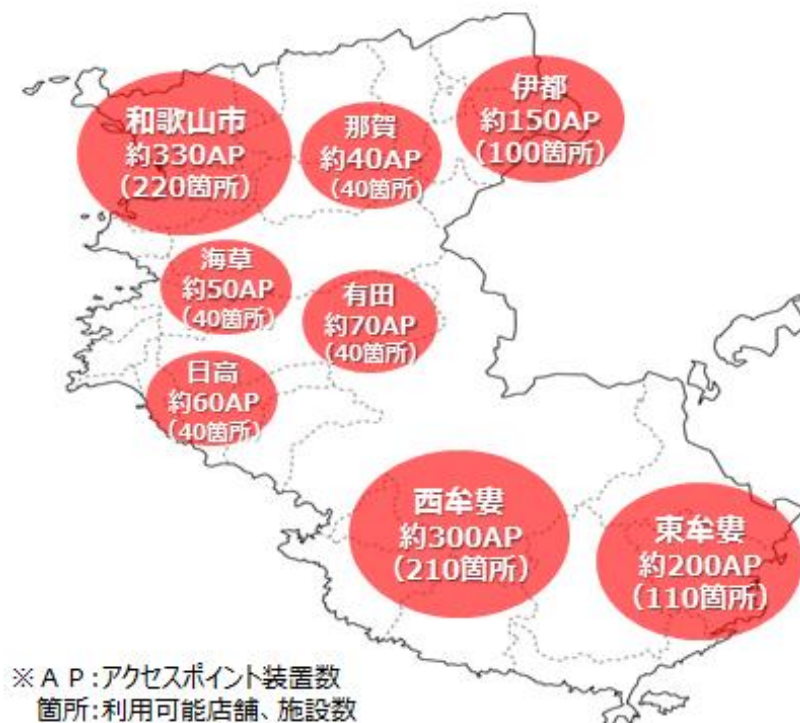 和歌山市
約330AP
(220箇所)
那賀
約40AP
(40箇所)
伊都
約150AP
(100箇所)
海草
約50AP
(40箇所)
有田
約70AP
(40箇所)
日高
約60AP
(40箇所)
西牟婁
約300AP
(210箇所)
東牟婁
約200AP
(110箇所)
※ＡＰ:アクセスポイント装置数
箇所:利用可能店舗、施設数